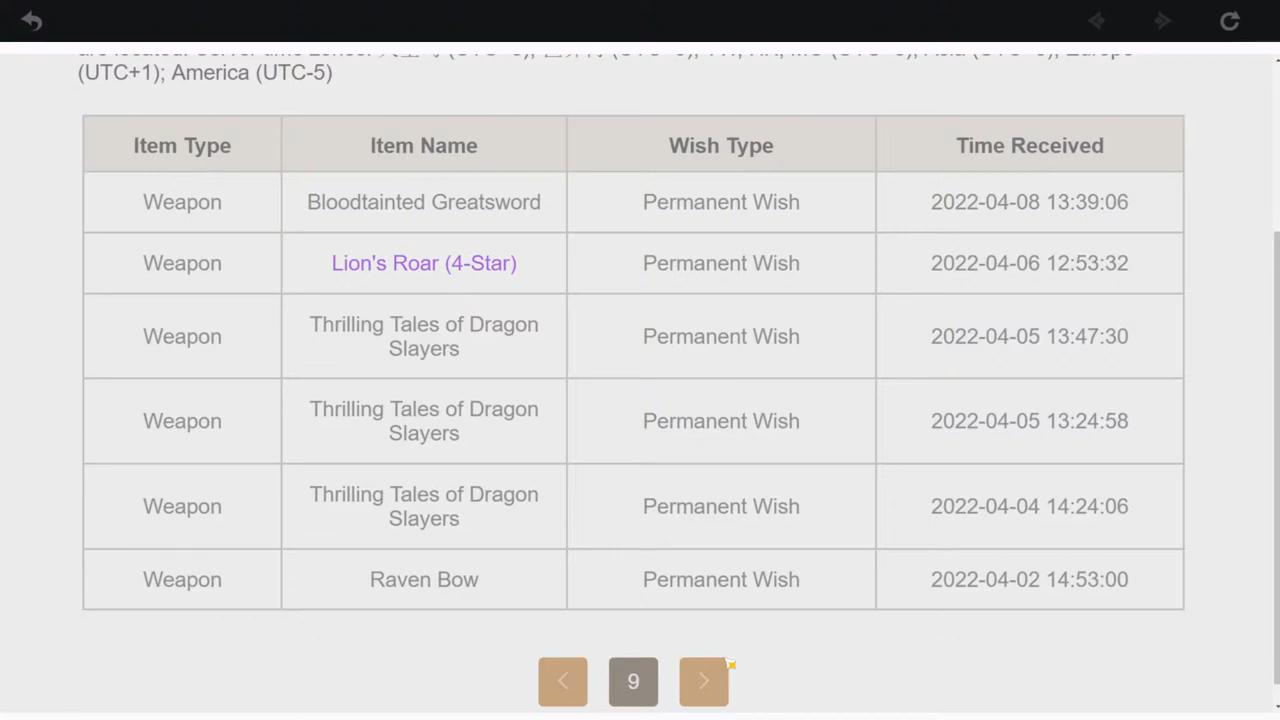 (UTC+1); America (UTC-5)
Item Type Item Name Wish Type Time Received
Weapon Bloodtainted Greatsword Permanent Wish 2022-04-08 13:39:06
Weapon Lion's Roar (4-Star) Permanent Wish 2022-04-06 12:53:32
Weapon Thrilling Tales of Dragon Permanent Wish 2022-04-05 13:47:30
Slayers
Weapon Thrilling Tales of Dragon Permanent Wish 2022-04-05 13:24:58
Slayers
Weapon Thrilling Tales of Dragon Permanent Wish 2022-04-04 14:24:06
Slayers
Weapon Raven Bow Permanent Wish 2022-04-02 14:53:00
9